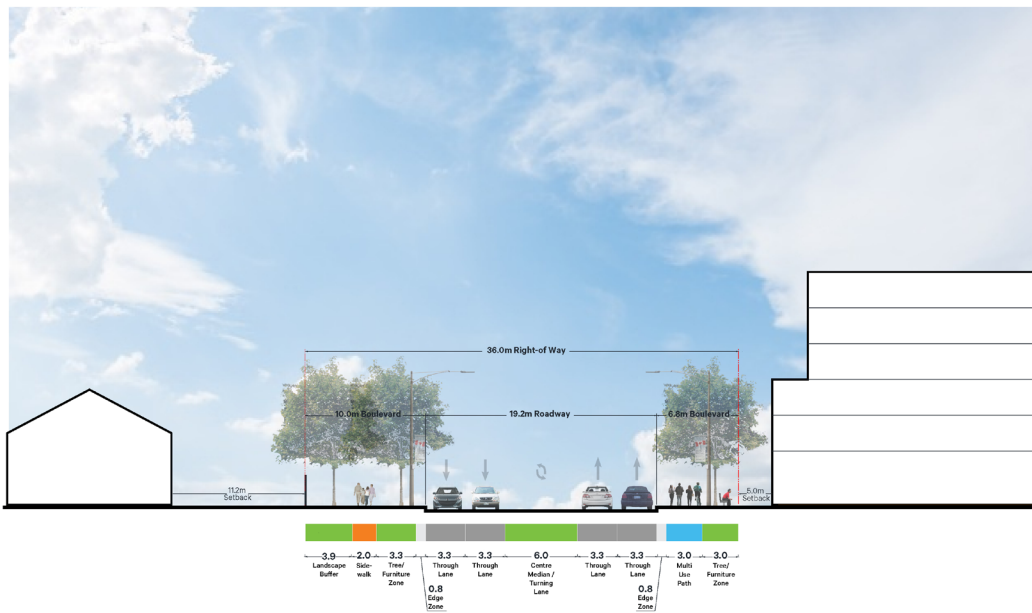 36.0m Right-of Way
10.0m Boulevard
19.2m Roadway
6.8m Boulevard
11.2m
Setback
5.0m
Setback
3.9
Landscape
Buffer
2.0
Side-
walk
3.3
Tree/
Furniture
Zone
0.8
Edge
Zone
3.3
Through
Lane
3.3
Through
Lane
6.0
Centre
Median /
Turning
Lane
3.3
Through
Lane
3.3
Through
Lane
0.8
Edge
Zone
3.0
Multi
Use
Path
3.0
Tree/
Furniture
Zone